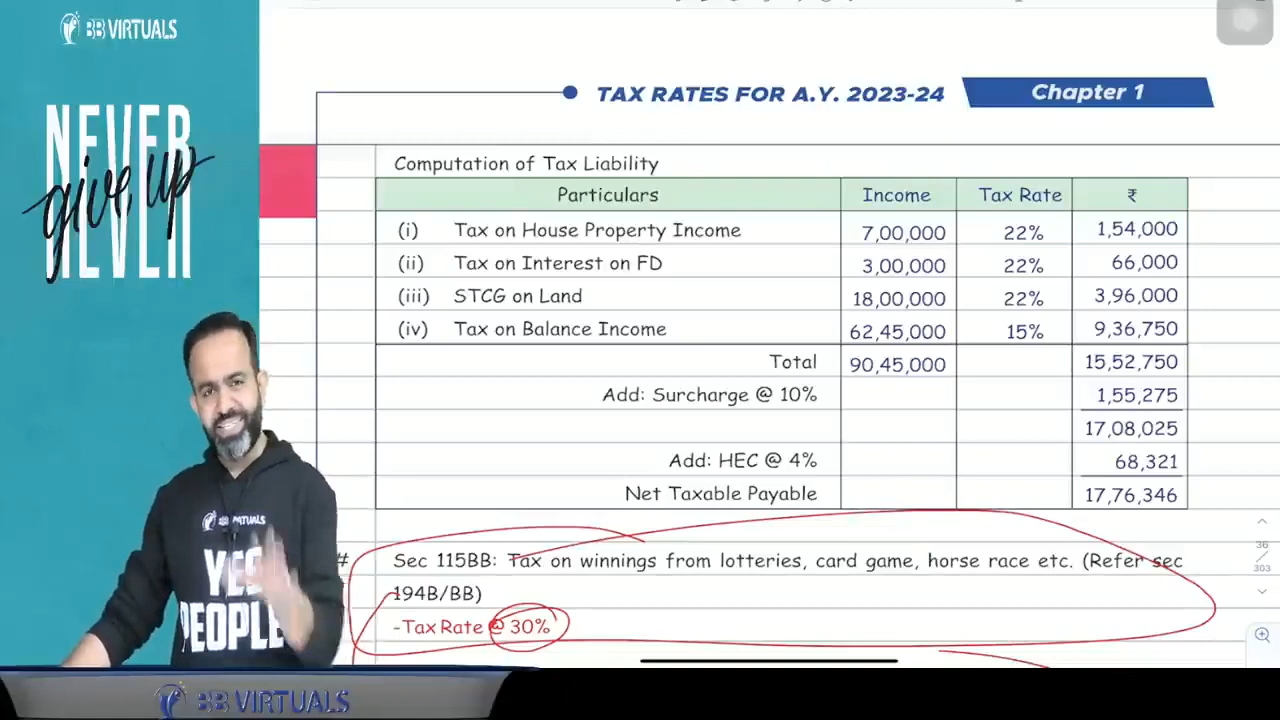 BB VIRTUALS
NEVER
give up
NEVER
TAX RATES FOR A.Y. 2023-24 Chapter 1
Computation of Tax Liability
Particulars Income Tax Rate ₹
(i) Tax on House Property Income 7,00,000 22% 1,54,000
(ii) Tax on Interest on FD 3,00,000 22% 66,000
(iii) STCG on Land 18,00,000 22% 3,96,000
(iv) Tax on Balance Income 62,45,000 15% 9,36,750
Total 90,45,000 15,52,750
Add: Surcharge @ 10% 1,55,275
17,08,025
Add: HEC @ 4% 68,321
Net Taxable Payable 17,76,346
# Sec 115BB: Tax on winnings from lotteries, card game, horse race etc. (Refer sec
194B/BB)
-Tax Rate @ 30%
36
303
YES
PEOPLE
BB VIRTUALS